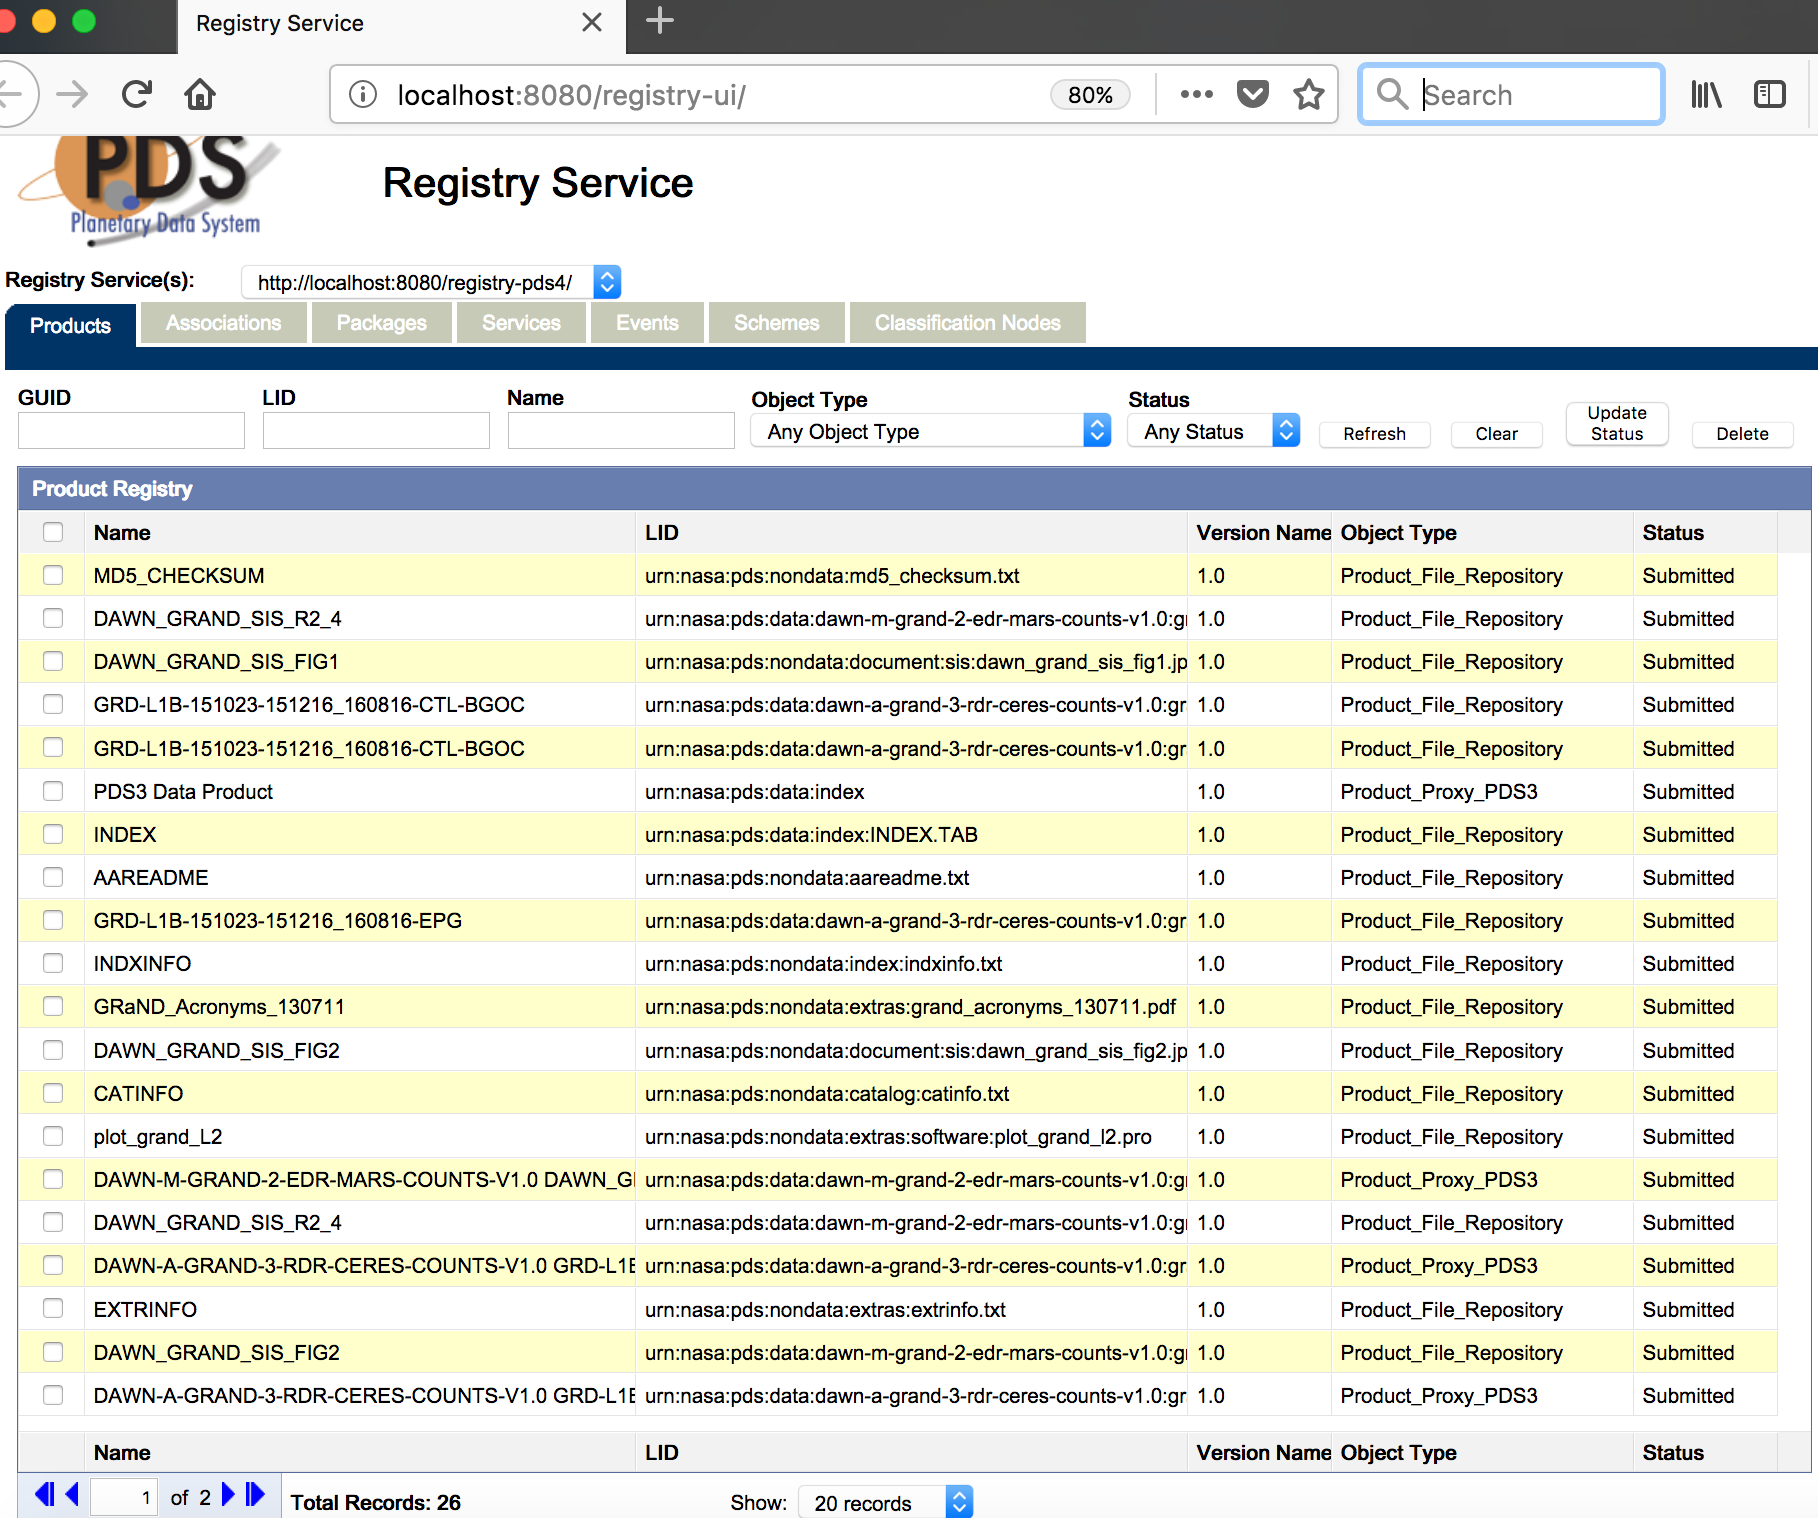 Registry Service
localhost:8080/registry-ui/
80%
Search
PDS
Planetary Data System
Registry Service
Registry Service(s):
http://localhost:8080/registry-pds4/
Products Associations Packages Services Events Schemes Classification Nodes
GUID LID Name Object Type Status
Any Object Type Any Status Refresh Clear Update Status Delete
Product Registry
Name LID Version Name Object Type Status
MD5_CHECKSUM urn:nasa:pds:nondata:md5_checksum.txt 1.0 Product_File_Repository Submitted
DAWN_GRAND_SIS_R2_4 urn:nasa:pds:data:dawn-m-grand-2-edr-mars-counts-v1.0:gr 1.0 Product_File_Repository Submitted
DAWN_GRAND_SIS_FIG1 urn:nasa:pds:nondata:document:sis:dawn_grand_sis_fig1.jp 1.0 Product_File_Repository Submitted
GRD-L1B-151023-151216_160816-CTL-BGOC urn:nasa:pds:data:dawn-a-grand-3-rdr-ceres-counts-v1.0:gr 1.0 Product_File_Repository Submitted
GRD-L1B-151023-151216_160816-CTL-BGOC urn:nasa:pds:data:dawn-a-grand-3-rdr-ceres-counts-v1.0:gr 1.0 Product_File_Repository Submitted
PDS3 Data Product urn:nasa:pds:data:index 1.0 Product_Proxy_PDS3 Submitted
INDEX urn:nasa:pds:data:index:INDEX.TAB 1.0 Product_File_Repository Submitted
AAREADME urn:nasa:pds:nondata:aareadme.txt 1.0 Product_File_Repository Submitted
GRD-L1B-151023-151216_160816-EPG urn:nasa:pds:data:dawn-a-grand-3-rdr-ceres-counts-v1.0:gr 1.0 Product_File_Repository Submitted
INDXINFO urn:nasa:pds:nondata:index:indxinfo.txt 1.0 Product_File_Repository Submitted
GRaND_Acronyms_130711 urn:nasa:pds:nondata:extras:grand_acronyms_130711.pdf 1.0 Product_File_Repository Submitted
DAWN_GRAND_SIS_FIG2 urn:nasa:pds:nondata:document:sis:dawn_grand_sis_fig2.jp 1.0 Product_File_Repository Submitted
CATINFO urn:nasa:pds:nondata:catalog:catinfo.txt 1.0 Product_File_Repository Submitted
plot_grand_L2 urn:nasa:pds:nondata:extras:software:plot_grand_l2.pro 1.0 Product_File_Repository Submitted
DAWN-M-GRAND-2-EDR-MARS-COUNTS-V1.0 DAWN_GI urn:nasa:pds:data:dawn-m-grand-2-edr-mars-counts-v1.0:gr 1.0 Product_Proxy_PDS3 Submitted
DAWN_GRAND_SIS_R2_4 urn:nasa:pds:data:dawn-m-grand-2-edr-mars-counts-v1.0:gr 1.0 Product_File_Repository Submitted
DAWN-A-GRAND-3-RDR-CERES-COUNTS-V1.0 GRD-L1E urn:nasa:pds:data:dawn-a-grand-3-rdr-ceres-counts-v1.0:gr 1.0 Product_Proxy_PDS3 Submitted
EXTRINFO urn:nasa:pds:nondata:extras:extrinfo.txt 1.0 Product_File_Repository Submitted
DAWN_GRAND_SIS_FIG2 urn:nasa:pds:data:dawn-m-grand-2-edr-mars-counts-v1.0:gr 1.0 Product_File_Repository Submitted
DAWN-A-GRAND-3-RDR-CERES-COUNTS-V1.0 GRD-L1E urn:nasa:pds:data:dawn-a-grand-3-rdr-ceres-counts-v1.0:gr 1.0 Product_Proxy_PDS3 Submitted
Name LID Version Name Object Type Status
1 of 2 Total Records: 26 Show: 20 records